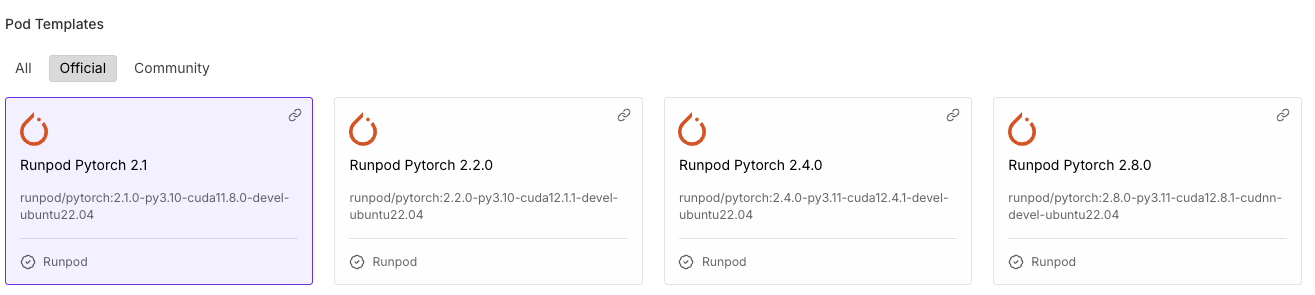 Pod Templates
All
Official
Community
Runpod Pytorch 2.1
runpod/pytorch:2.1.0-py3.10-cuda11.8.0-devel-
ubuntu22.04
Runpod
Runpod Pytorch 2.2.0
runpod/pytorch:2.2.0-py3.10-cuda12.1.1-devel-
ubuntu22.04
Runpod
Runpod Pytorch 2.4.0
runpod/pytorch:2.4.0-py3.11-cuda12.4.1-devel-
ubuntu22.04
Runpod
Runpod Pytorch 2.8.0
runpod/pytorch:2.8.0-py3.11-cuda12.8.1-cudnn-
devel-ubuntu22.04
Runpod